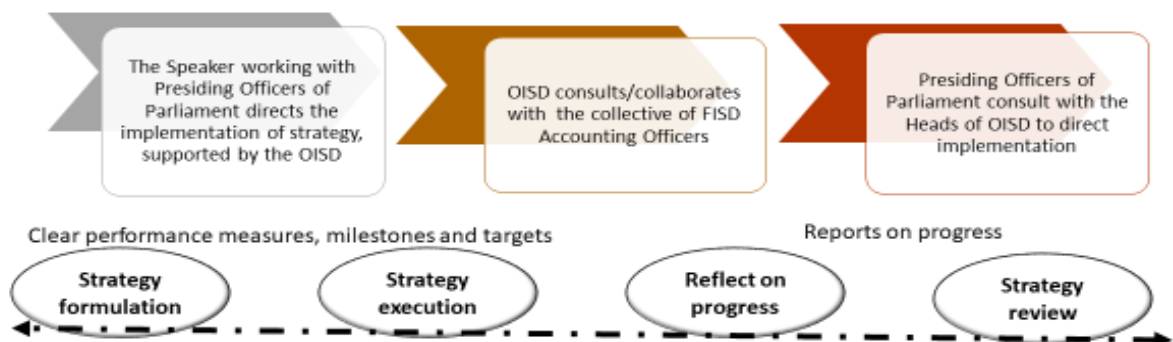 The Speaker working with
Presiding Officers of
Parliament directs the
implementation of strategy,
supported by the OISD
OISD consults/collaborates
with the collective of FISD
Accounting Officers
Presiding Officers of
Parliament consult with the
Heads of OISD to direct
implementation
Clear performance measures, milestones and targets
Reports on progress
Strategy
formulation
Strategy
execution
Reflect on
progress
Strategy
review